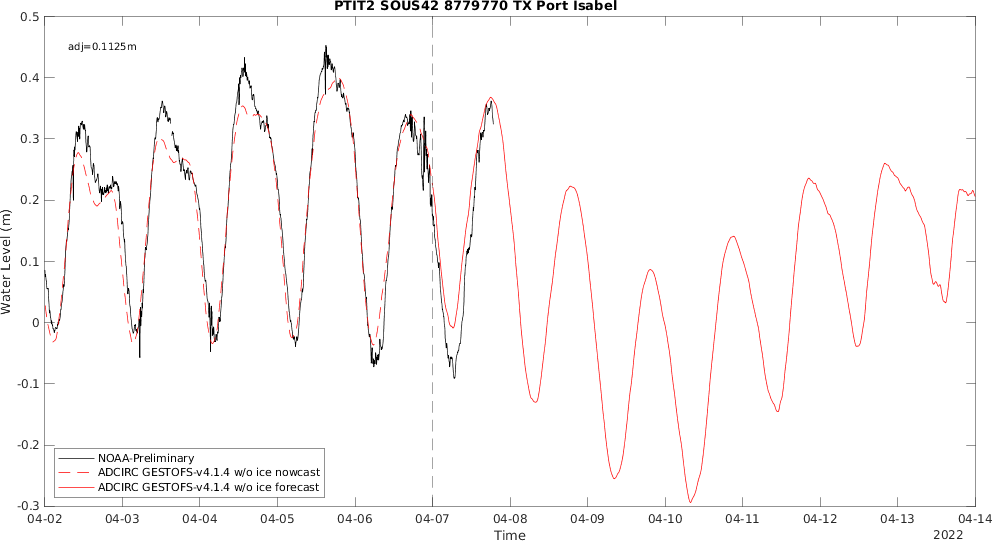 PTIT2 SOUS42 8779770 TX Port Isabel
adj=0.1125m
0.5
0.4
0.3
0.2
0.1
0
-0.1
-0.2
-0.3
Water Level (m)
NOAA-Preliminary
ADCIRC GESTOFS-v4.1.4 w/o ice nowcast
ADCIRC GESTOFS-v4.1.4 w/o ice forecast
04-02 04-03 04-04 04-05 04-06 04-07 04-08 04-09 04-10 04-11 04-12 04-13 04-14
Time
2022